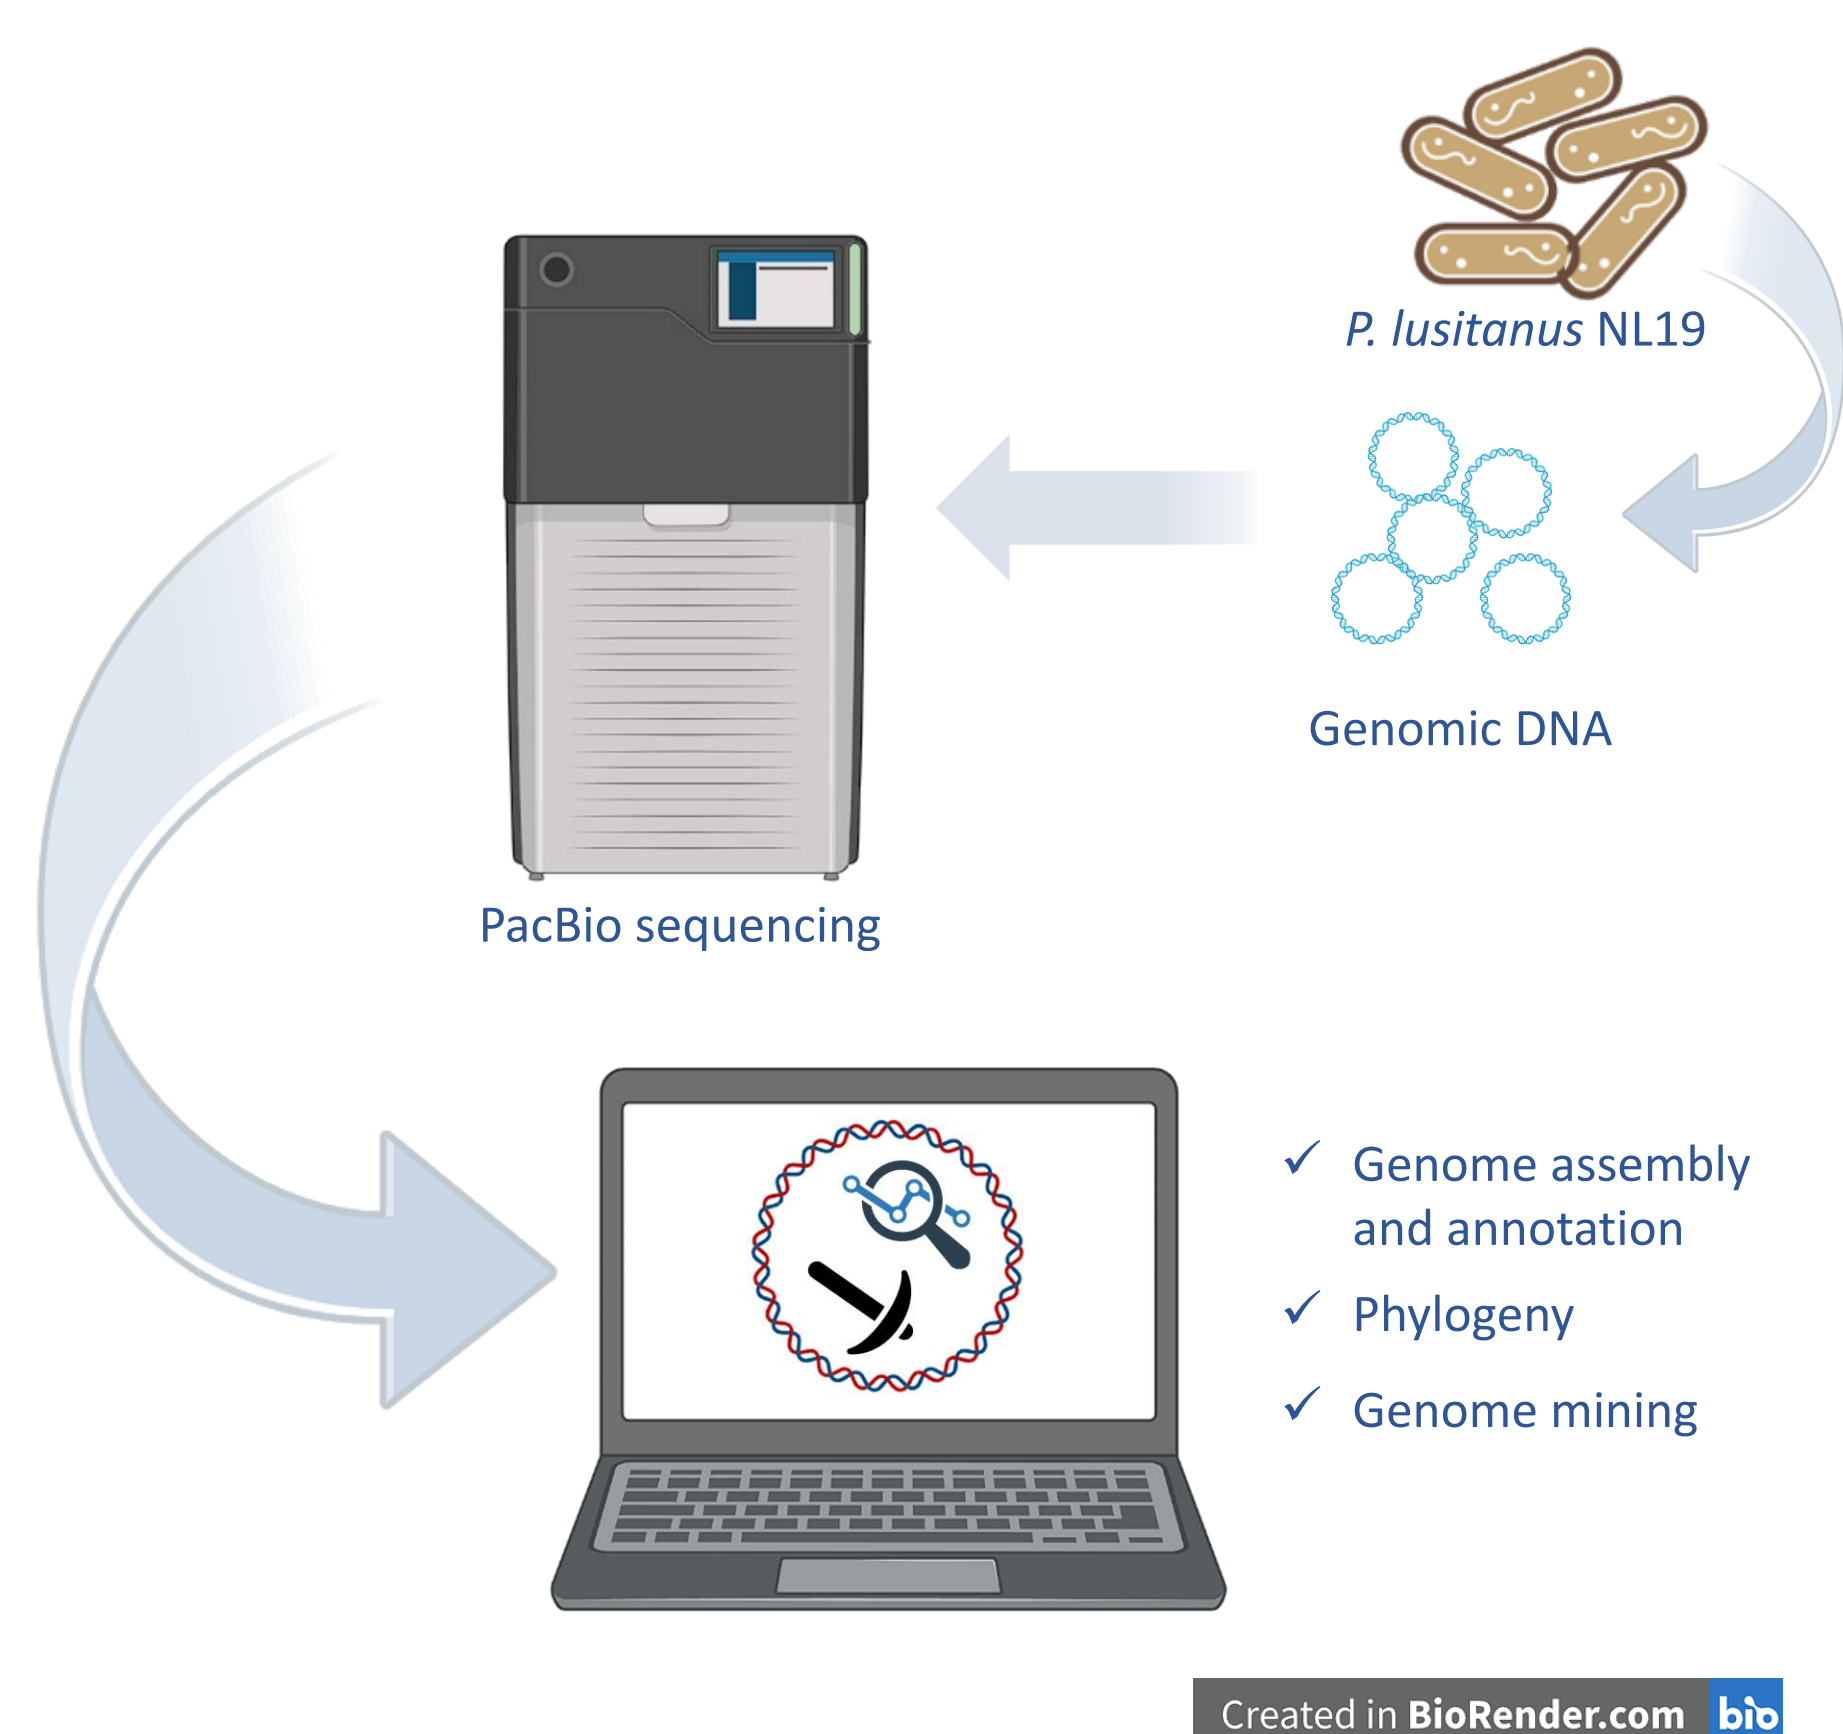 P. lusitanus NL19
Genomic DNA
PacBio sequencing
✓ Genome assembly
and annotation
✓ Phylogeny
✓ Genome mining
Created in BioRender.com bio